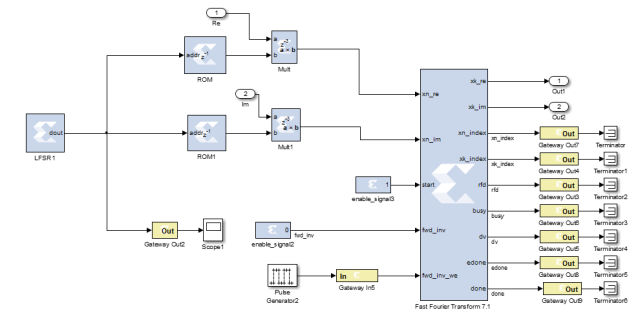 1
Re
a
b
z-3
a × b
Mult
addr z-1
ROM
2
Im
a
b
z-3
a × b
Mult1
dout
LFSR1
addr z-1
ROM1
Out
Gateway Out2
Scope1
1
enable_signal3
0
fwd_inv
enable_signal2
Pulse
Generator2
In
Gateway In5
xn_re
xn_im
start
fwd_inv
fwd_inv_we
xk_re
xk_im
xn_index
xk_index
rfd
busy
dv
edone
done
Fast Fourier Transform 7.1
1
Out1
2
Out2
xn_index
Out
Gateway Out7
Terminator
xk_index
Out
Gateway Out4
Terminator1
rfd
Out
Gateway Out3
Terminator2
busy
Out
Gateway Out6
Terminator3
dv
Out
Gateway Out5
Terminator4
edone
Out
Gateway Out8
Terminator5
done
Out
Gateway Out9
Terminator6